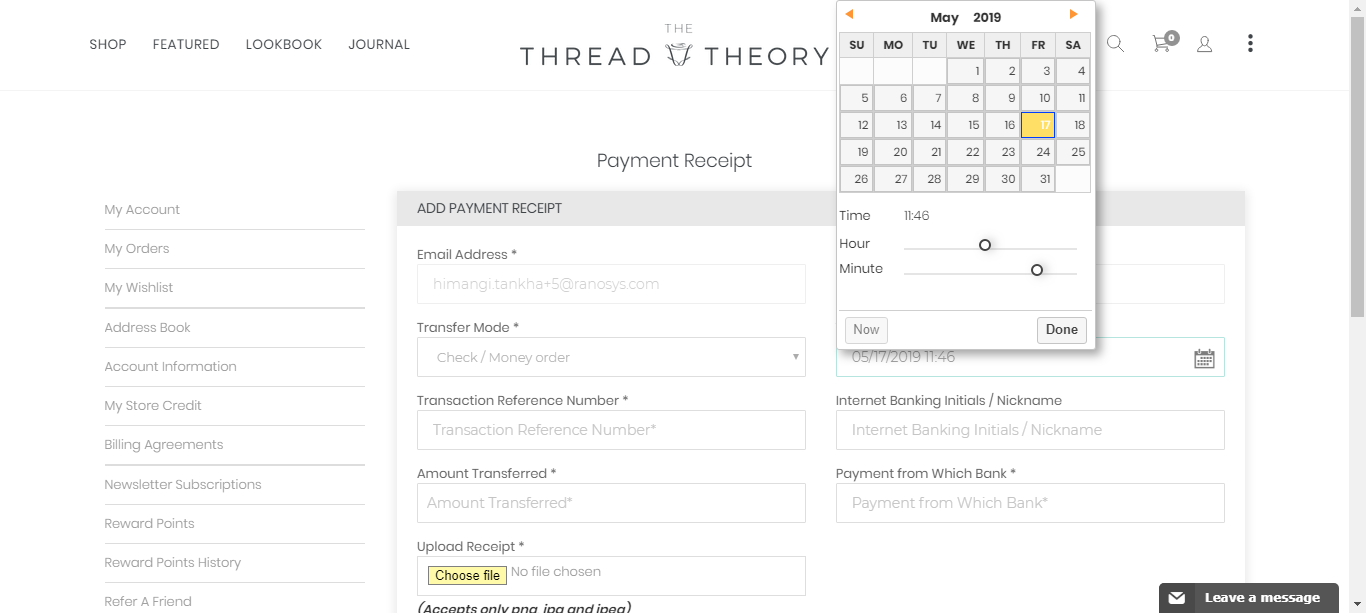 SHOP FEATURED LOOKBOOK JOURNAL
THE
THREAD THEORY
0
May 2019
SU MO TU WE TH FR SA
1 2 3 4
5 6 7 8 9 10 11
12 13 14 15 16 17 18
19 20 21 22 23 24 25
26 27 28 29 30 31
Time 11:46
Hour
Minute
Now Done
Payment Receipt
My Account
My Orders
My Wishlist
Address Book
Account Information
My Store Credit
Billing Agreements
Newsletter Subscriptions
Reward Points
Reward Points History
Refer A Friend
ADD PAYMENT RECEIPT
Email Address *
himangi.tankha+5@ranosys.com
Transfer Mode *
Check / Money order
05/17/2019 11:46
Transaction Reference Number *
Transaction Reference Number*
Internet Banking Initials / Nickname
Internet Banking Initials / Nickname
Amount Transferred *
Amount Transferred*
Payment from Which Bank *
Payment from Which Bank*
Upload Receipt *
Choose file No file chosen
(Accepts only png, jpg and jpeg)
Leave a message